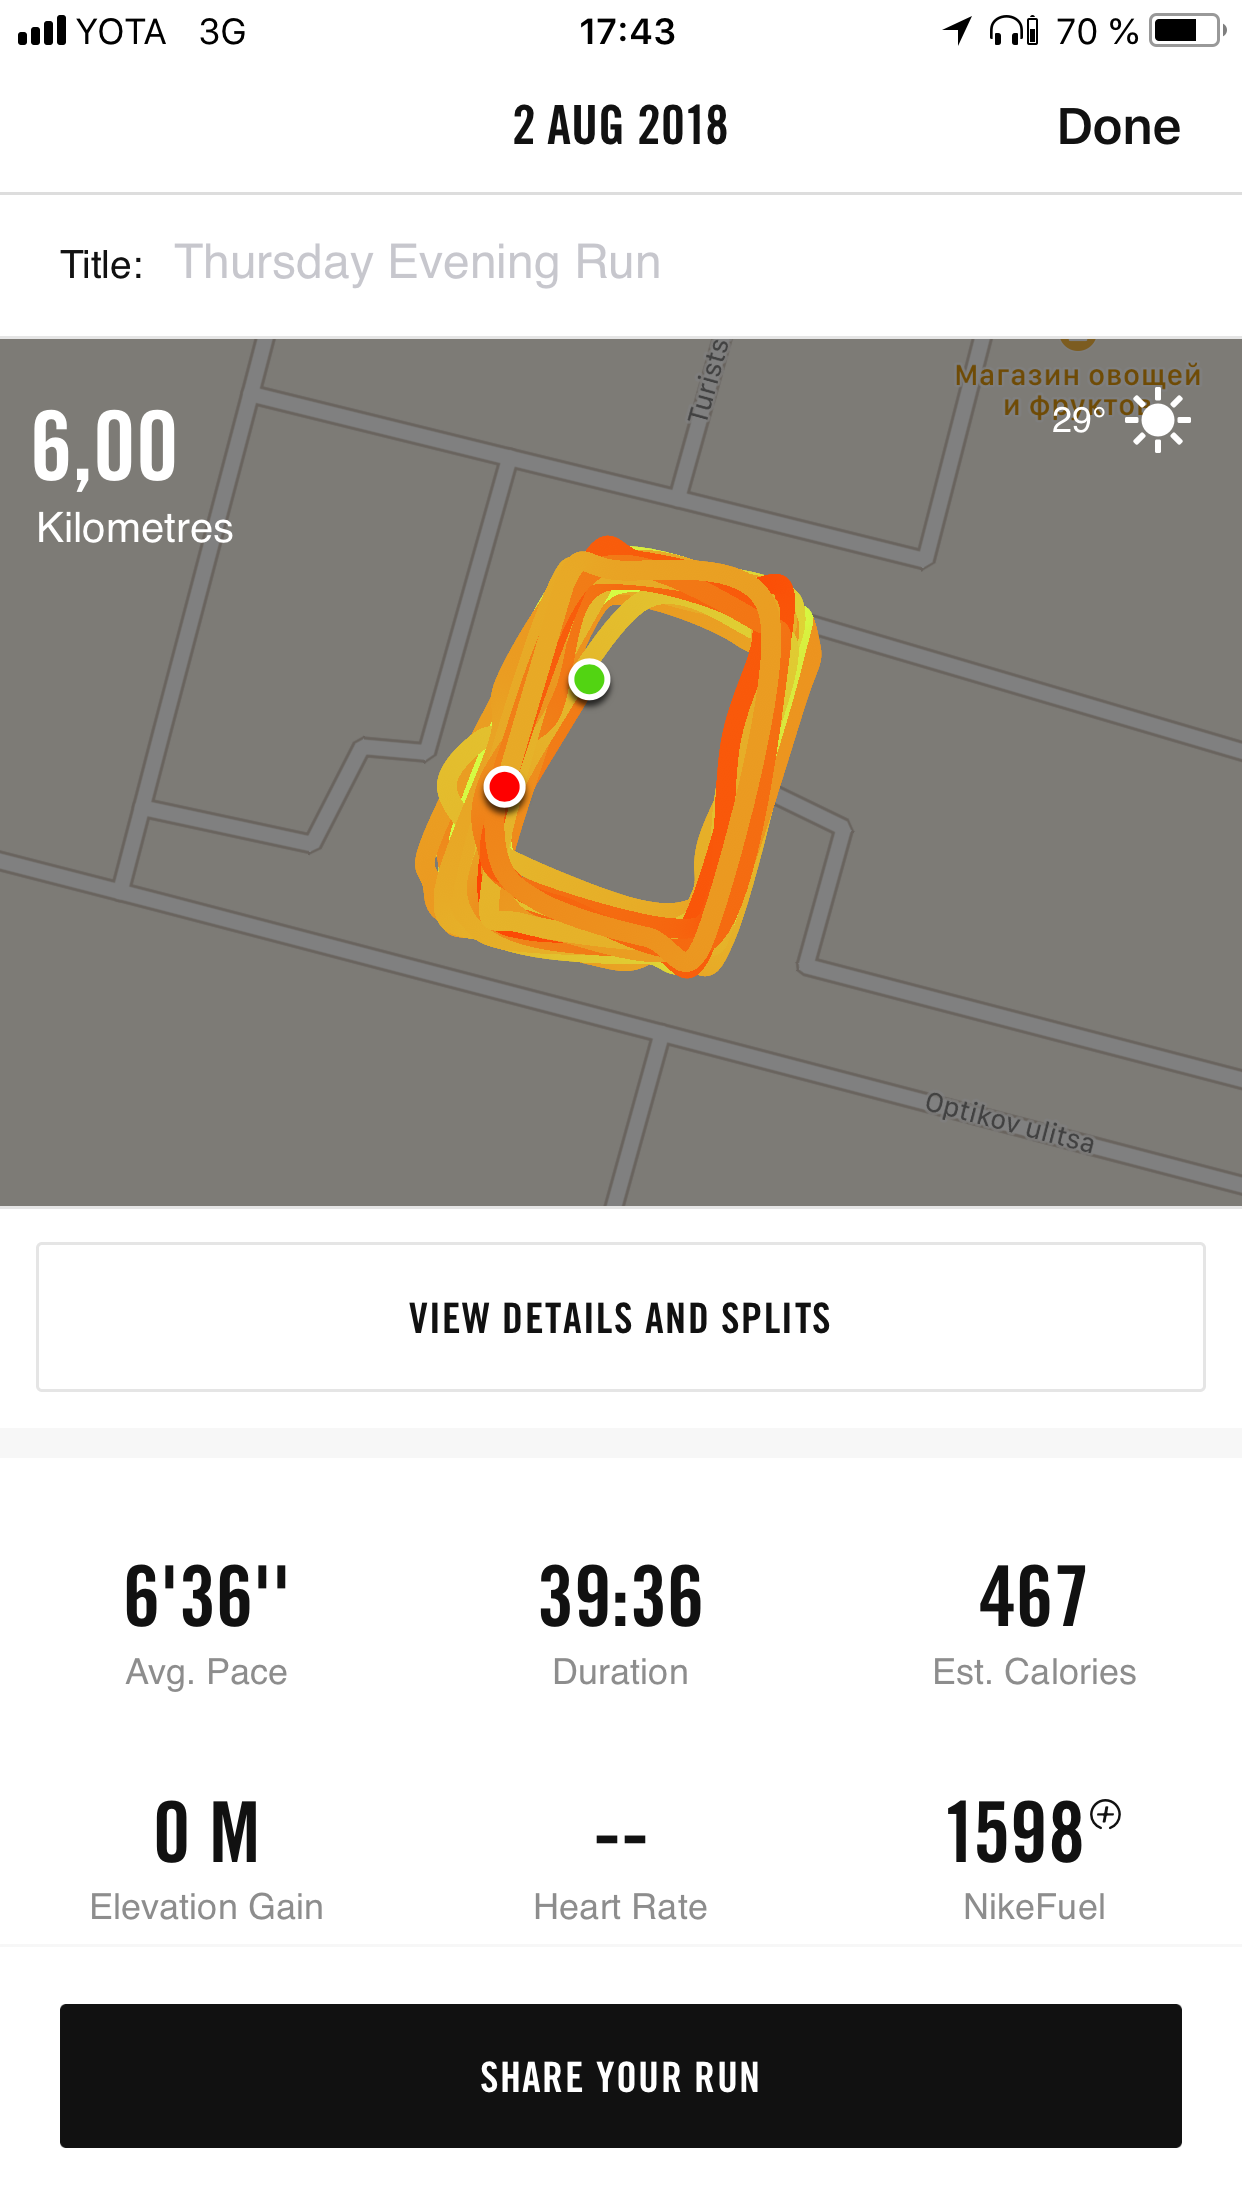 YOTA 3G 17:43 70 %
2 AUG 2018 Done
Title: Thursday Evening Run
Turists
Магазин овощей
и фруктов
6,00
29°
Kilometres
Optikov ulitsa
VIEW DETAILS AND SPLITS
6'36'' 39:36 467
Avg. Pace Duration Est. Calories
0 M -- 1598
Elevation Gain Heart Rate NikeFuel
SHARE YOUR RUN